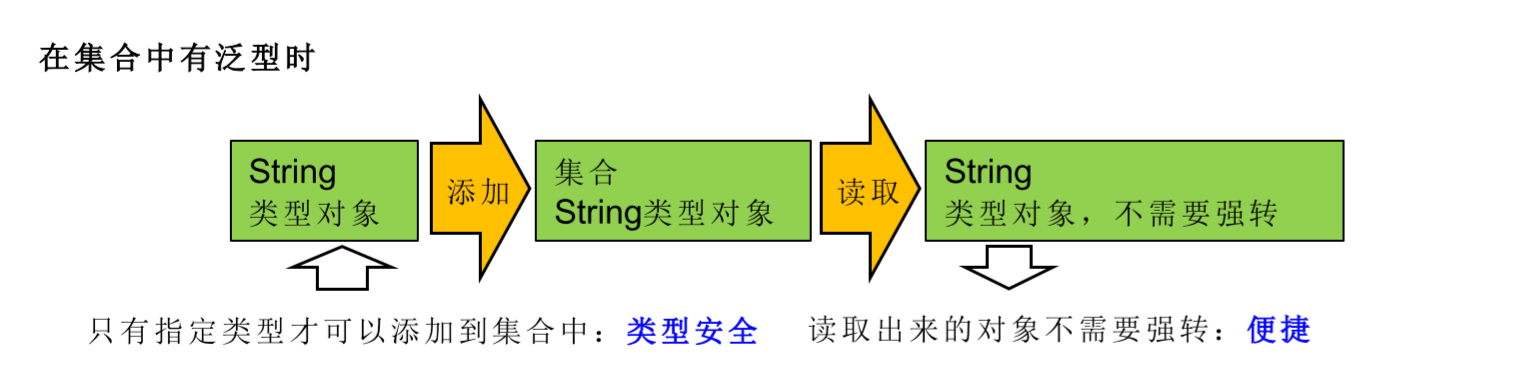 在集合中有泛型时
String
类型对象
添加
集合
String类型对象
读取
String
类型对象，不需要强转
只有指定类型才可以添加到集合中：类型安全
读取出来的对象不需要强转：便捷